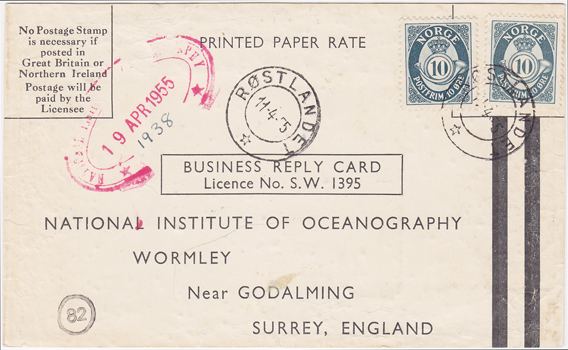 No Postage Stamp
is necessary if
posted in
Great Britain or
Northern Ireland
Postage will be
paid by the
Licensee
PRINTED PAPER RATE
NORGE
10
POSTFRIM. 10 ØRE
NORGE
10
POSTFRIM. 10 ØRE
19 APR 1955
1938
RØSTLANDET
11-4-5
BUSINESS REPLY CARD
Licence No. S.W. 1395
NATIONAL INSTITUTE OF OCEANOGRAPHY
WORMLEY
Near GODALMING
SURREY, ENGLAND
82